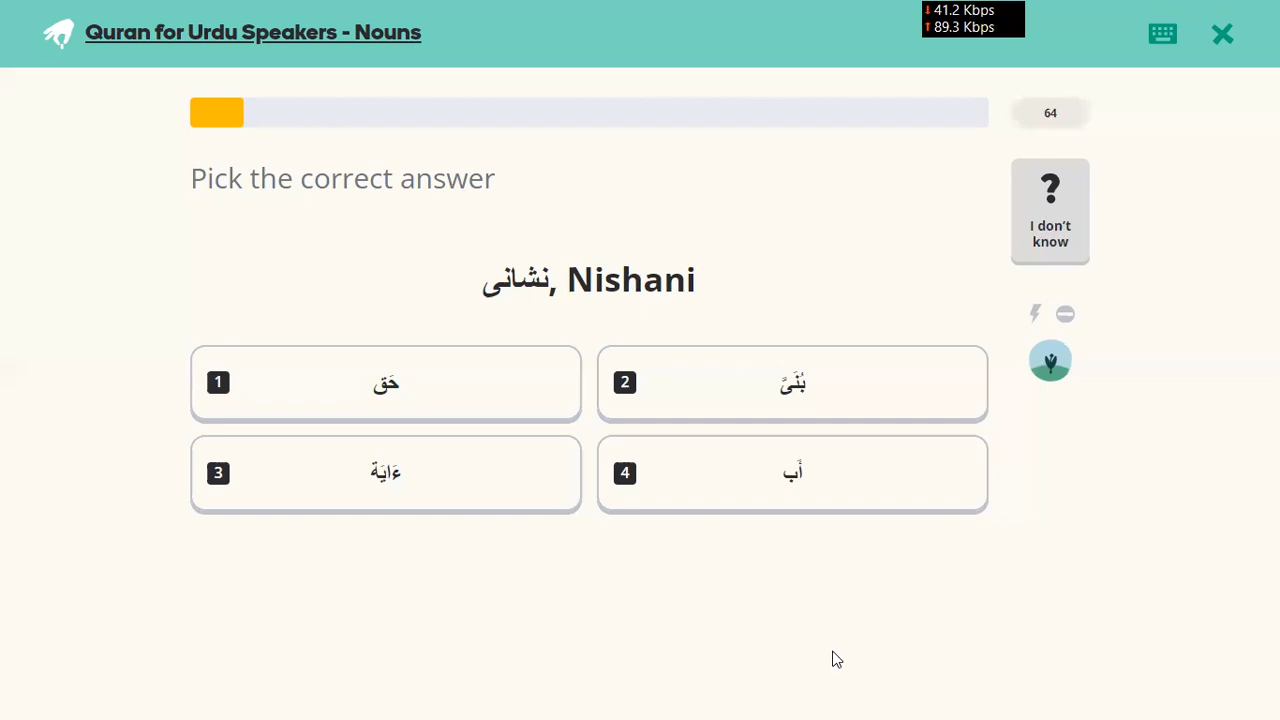 Quran for Urdu Speakers - Nouns
41.2 Kbps
89.3 Kbps
64
Pick the correct answer
?
I don't
know
نشانی, Nishani
1 حَق
2 بُنَىَّ
3 ءَايَة
4 أَب